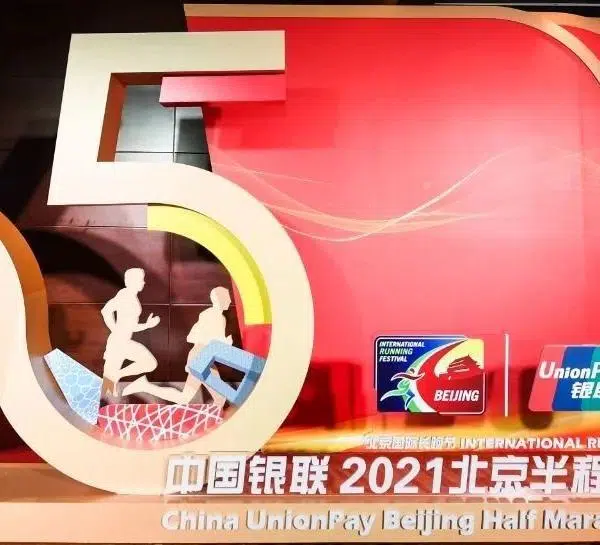 5
INTERNATIONAL
RUNNING
FESTIVAL
BEIJING
UnionPa
银联
北京国际长跑节 INTERNATIONAL R
中国银联 2021北京半程
China UnionPay Beijing Half Mara